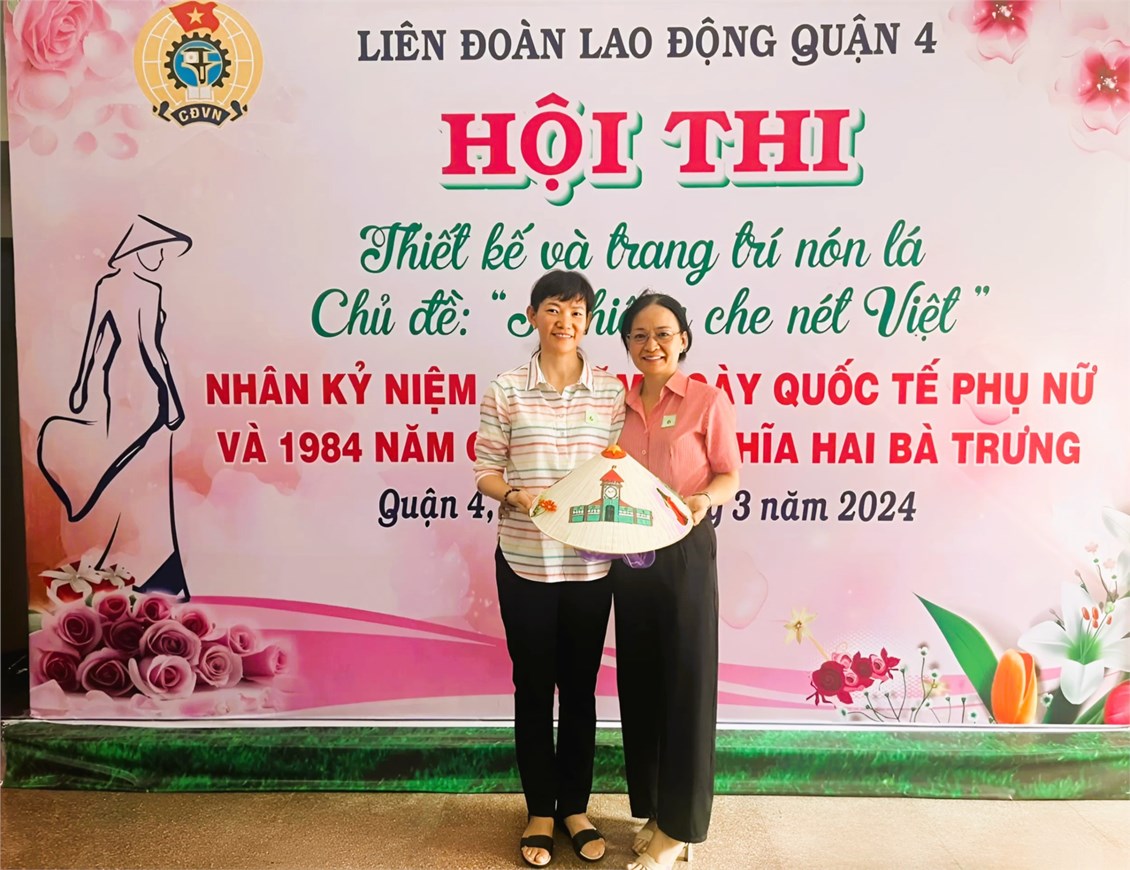 CĐVN
LIÊN ĐOÀN LAO ĐỘNG QUẬN 4
HỘI THI
Thiết kế và trang trí nón lá
Chủ đề: " che nét Việt "
NHÂN KỶ NIỆM QUỐC TẾ PHỤ NỮ
VÀ 1984 NĂM HAI BÀ TRƯNG
Quận 4, 3 năm 2024